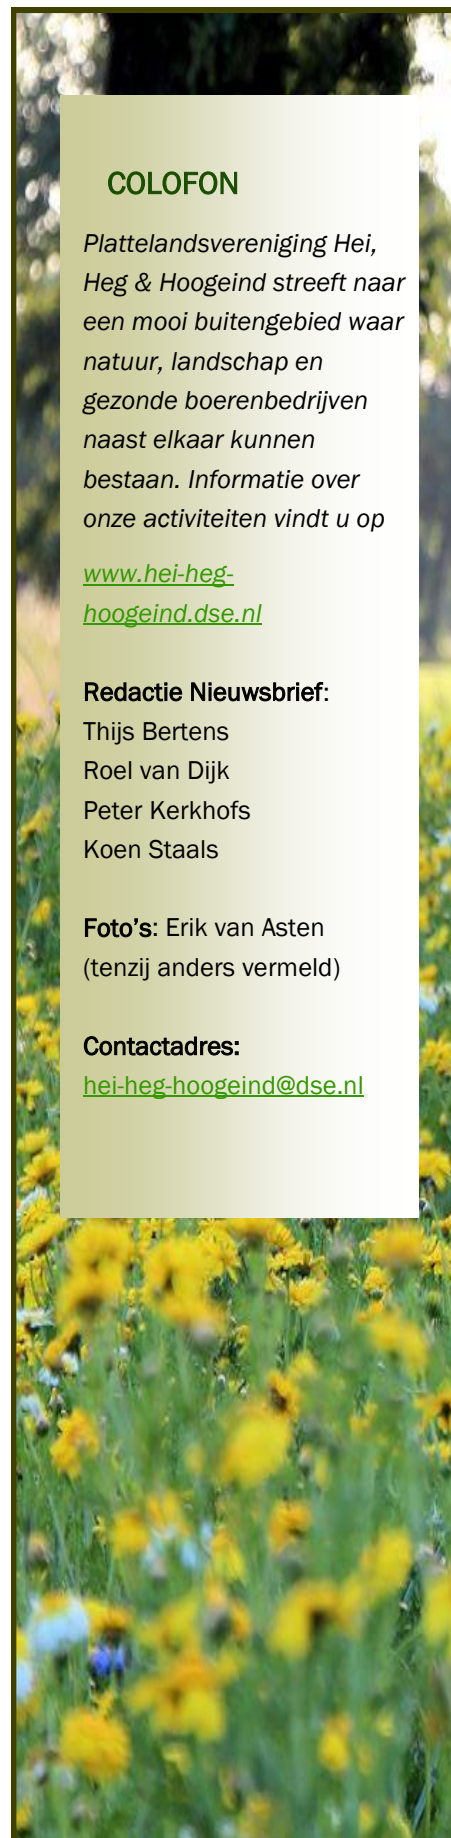 COLOFON
Plattelandsvereniging Hei,
Heg & Hoogeind streeft naar
een mooi buitengebied waar
natuur, landschap en
gezonde boerenbedrijven
naast elkaar kunnen
bestaan. Informatie over
onze activiteiten vindt u op
www.hei-heg-
hoogeind.dse.nl
Redactie Nieuwsbrief:
Thijs Bertens
Roel van Dijk
Peter Kerkhofs
Koen Staals
Foto’s: Erik van Asten
(tenzij anders vermeld)
Contactadres:
hei-heg-hoogeind@dse.nl